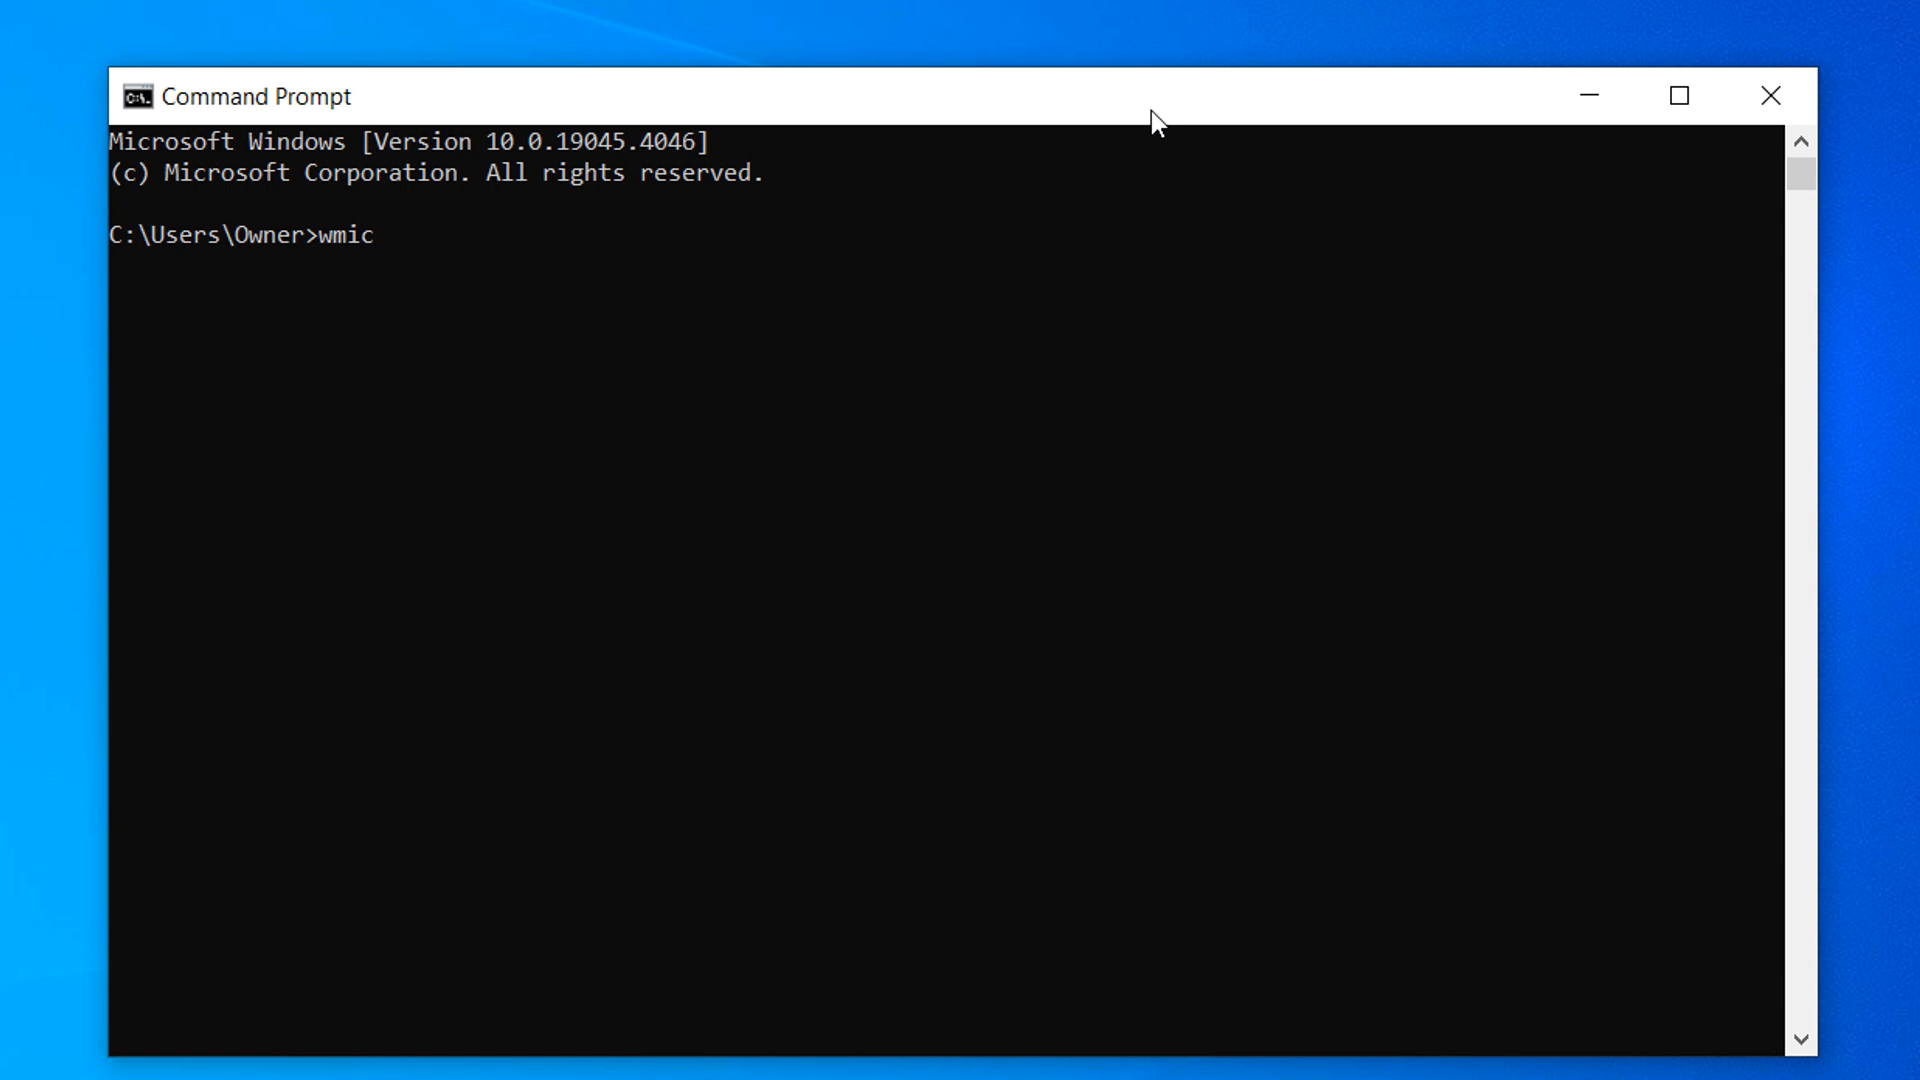 Command Prompt
Microsoft Windows [Version 10.0.19045.4046]
(c) Microsoft Corporation. All rights reserved.
C:\Users\Owner>wmic